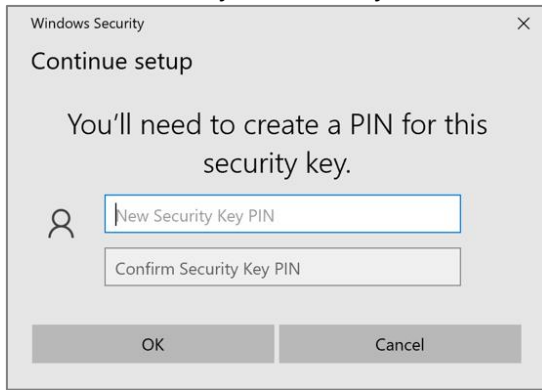 Windows Security
Continue setup
You'll need to create a PIN for this
security key.
New Security Key PIN
Confirm Security Key PIN
OK
Cancel